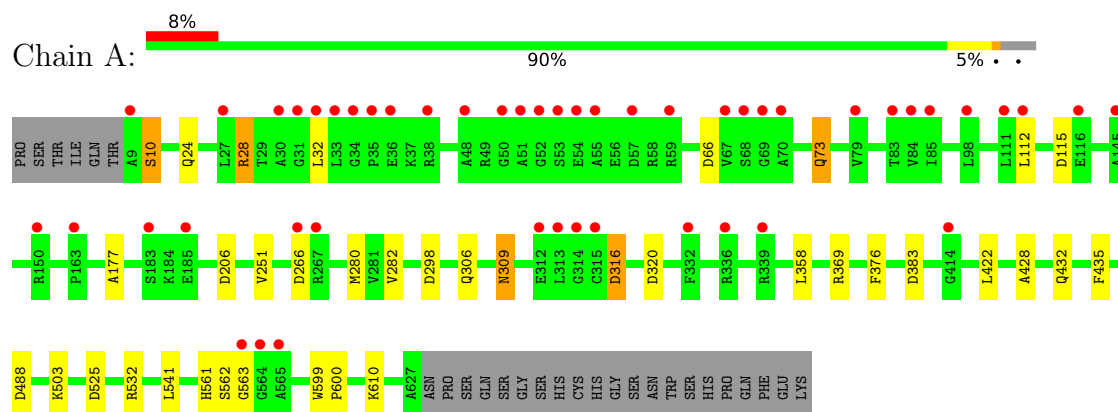 8%
Chain A:
90% 5% • •
PRO SER THR ILE GLN THR A9 S10 Q24 L27 R28 T29 A30 G31 L32 L33 G34 P35 E36 K37 R38 A48 R49 G50 A51 G52 S53 E54 A55 E56 D57 R58 R59 D66 V67 S68 G69 A70 Q73 V79 T83 V84 I85 L98 L111 L112 D115 E116 A145
R150 P163 A177 S183 K184 E185 D206 V251 D266 R267 M280 V281 V282 D298 Q306 N309 E312 L313 G314 C315 D316 D320 F332 R336 R339 L358 R369 F376 D383 G414 L422 A428 Q432 F435
D488 K503 D525 R532 L541 H561 S562 G563 G564 A565 W599 P600 K610 A627 ASN PRO SER GLN SER GLY SER HIS CYS HIS GLY SER ASN TRP SER HIS PRO GLN PHE GLU LYS